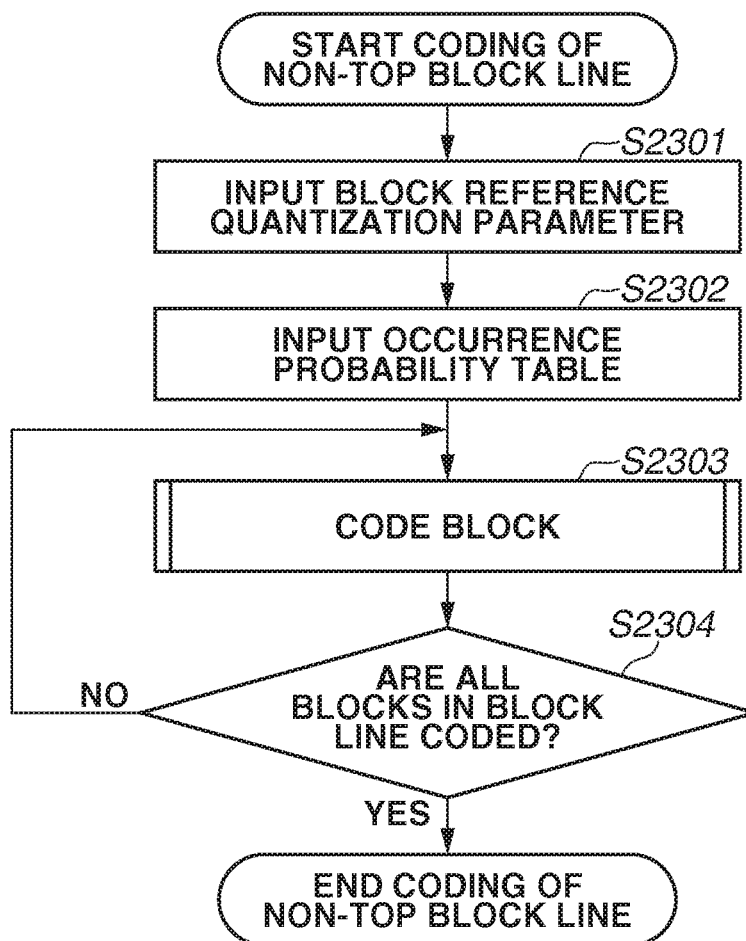 START CODING OF
NON-TOP BLOCK LINE
S2301
INPUT BLOCK REFERENCE
QUANTIZATION PARAMETER
S2302
INPUT OCCURRENCE
PROBABILITY TABLE
S2303
CODE BLOCK
S2304
ARE ALL
BLOCKS IN BLOCK
LINE CODED?
NO
YES
END CODING OF
NON-TOP BLOCK LINE